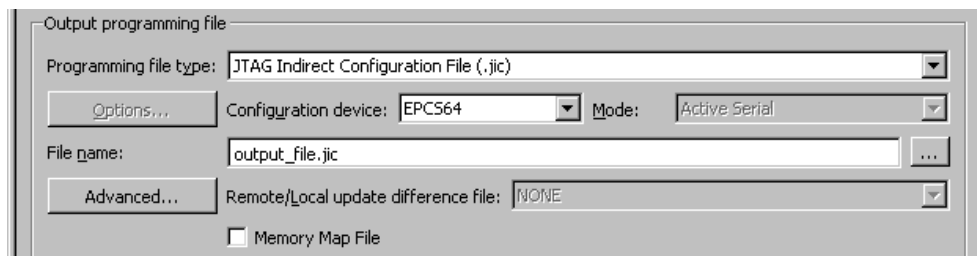 Output programming file
Programming file type: JTAG Indirect Configuration File (.jic)
Options... Configuration device: EPCS64 Mode: Active Serial
File name: output_file.jic ...
Advanced... Remote/Local update difference file: NONE
Memory Map File